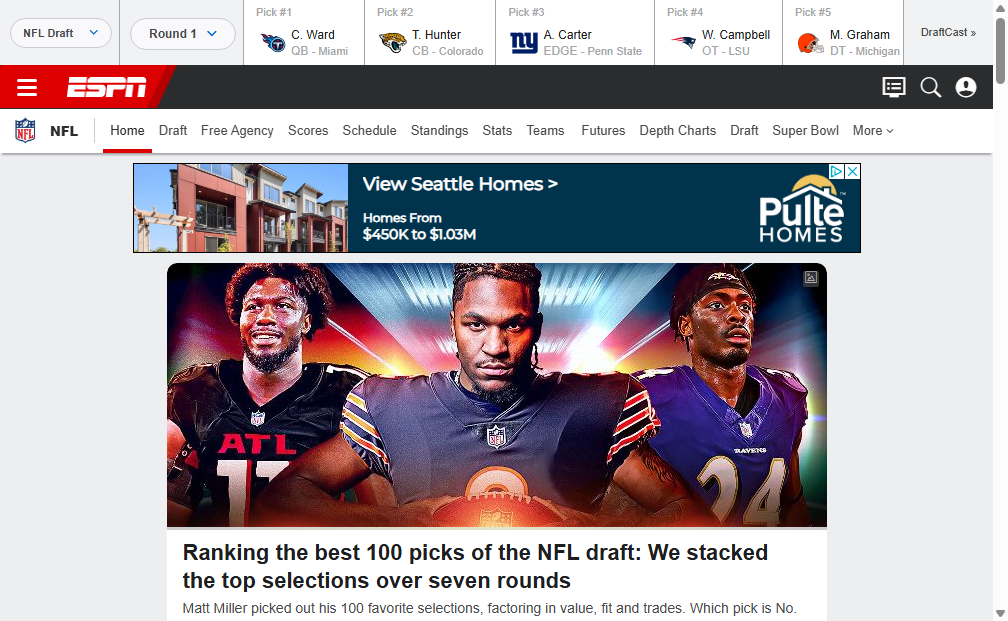 NFL Draft
Round 1
Pick #1
C. Ward
QB - Miami
Pick #2
T. Hunter
CB - Colorado
Pick #3
ny
A. Carter
EDGE - Penn State
Pick #4
W. Campbell
OT - LSU
Pick #5
M. Graham
DT - Michigan
DraftCast »
ESPN
NFL
NFL
Home
Draft
Free Agency
Scores
Schedule
Standings
Stats
Teams
Futures
Depth Charts
Draft
Super Bowl
More
View Seattle Homes >
Homes From
$450K to $1.03M
Pulte
HOMES
ATL
11
NFL
RAVENS
24
Ranking the best 100 picks of the NFL draft: We stacked
the top selections over seven rounds
Matt Miller picked out his 100 favorite selections, factoring in value, fit and trades. Which pick is No.